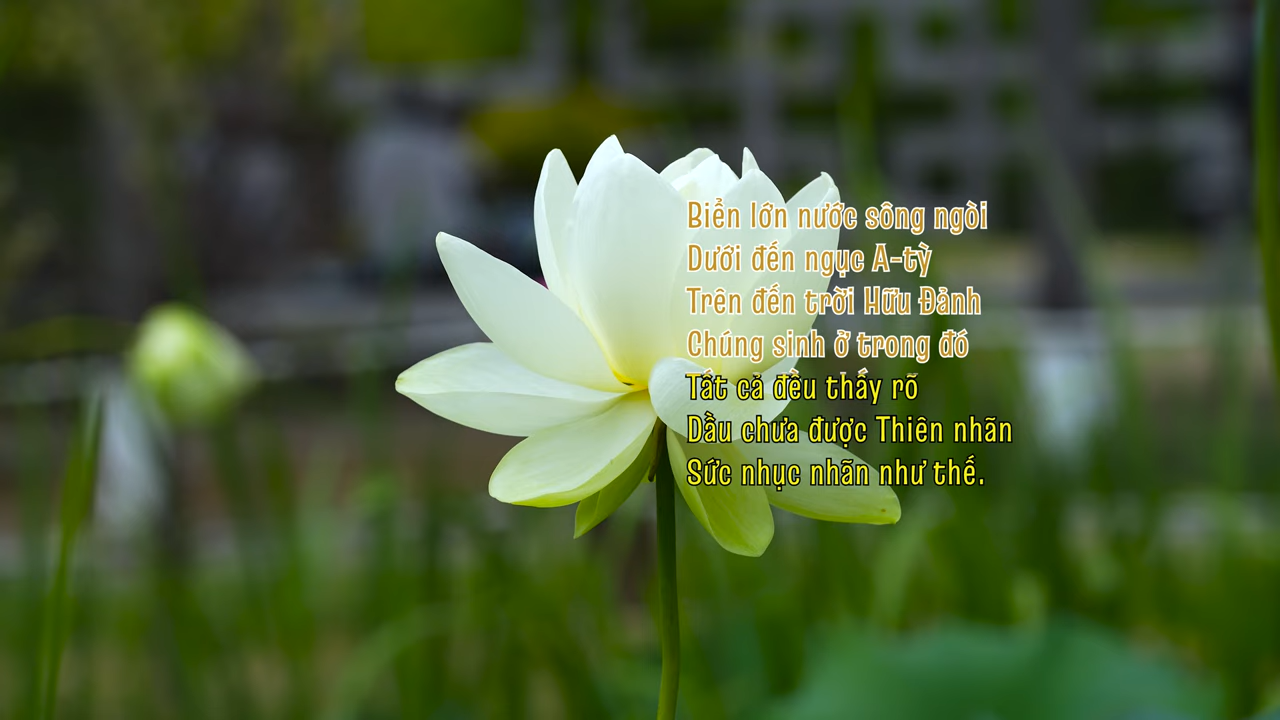 Biển lớn nước sông ngòi
Dưới đến ngục A-tỳ
Trên đến trời Hữu Đảnh
Chúng sinh ở trong đó
Tất cả đều thấy rõ
Dầu chưa được Thiên nhãn
Sức nhục nhãn như thế.